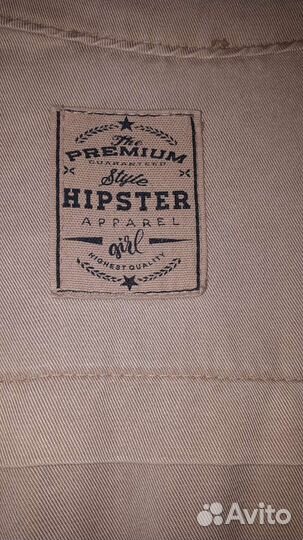 The
PREMIUM
GUARANTEED
Style
HIPSTER
APPAREL
girl
HIGHEST QUALITY
Avito